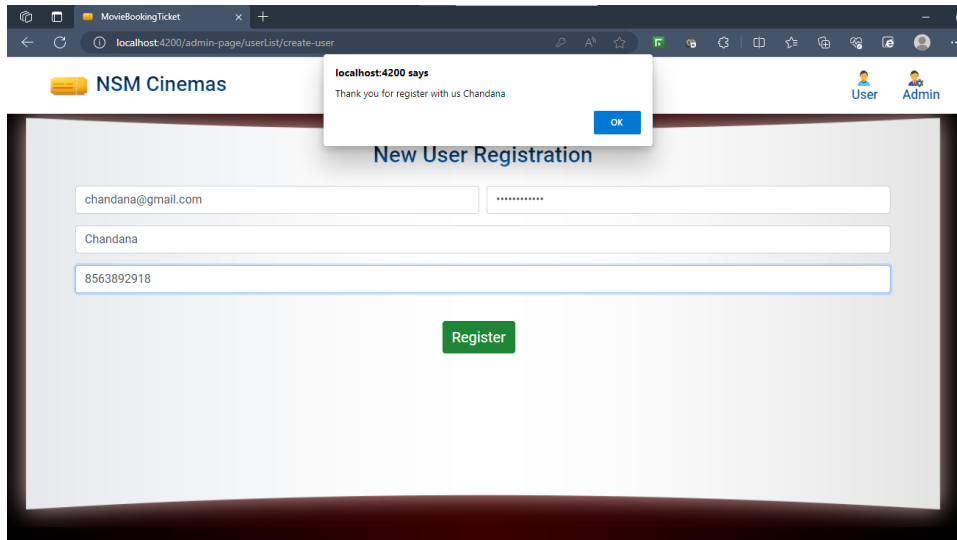 MovieBookingTicket
localhost:4200/admin-page/userList/create-user
NSM Cinemas
localhost:4200 says
Thank you for register with us Chandana
OK
User
Admin
New User Registration
chandana@gmail.com
••••••••••••
Chandana
8563892918
Register